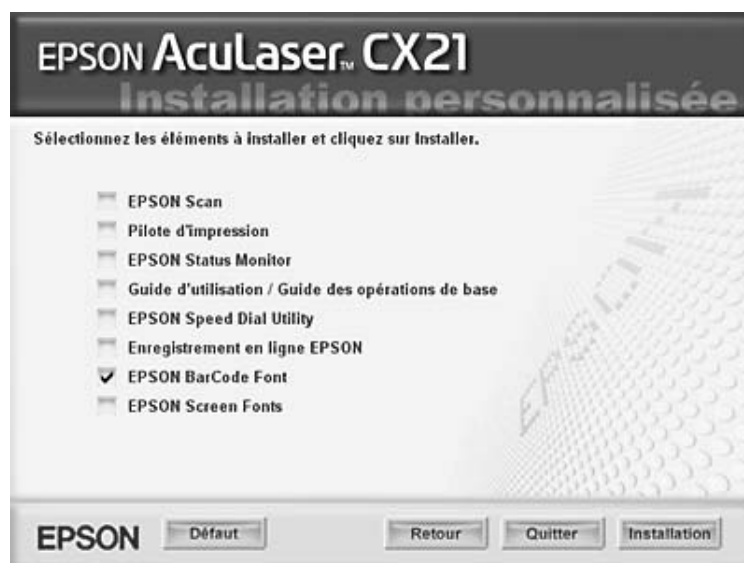 EPSON AcuLaser™ CX21
Installation personnalisée
Sélectionnez les éléments à installer et cliquez sur Installer.
EPSON Scan
Pilote d'impression
EPSON Status Monitor
Guide d'utilisation / Guide des opérations de base
EPSON Speed Dial Utility
Enregistrement en ligne EPSON
EPSON BarCode Font
EPSON Screen Fonts
EPSON
EPSON Défaut Retour Quitter Installation